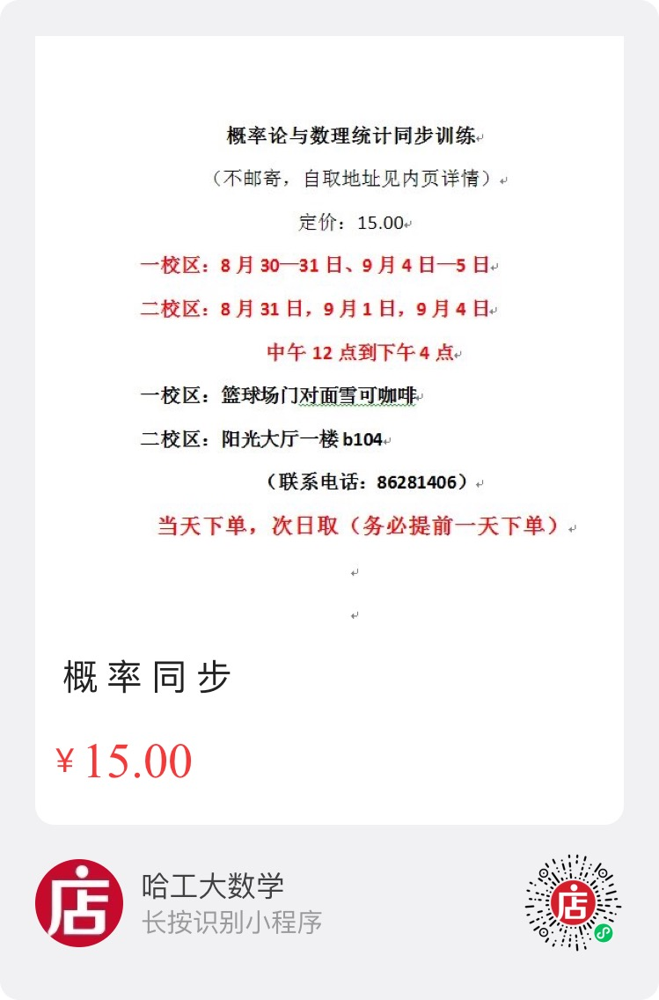 概率论与数理统计同步训练
（不邮寄，自取地址见内页详情）
定价：15.00
一校区：8 月 30—31 日、9 月 4 日—5 日
二校区：8 月 31 日，9 月 1 日，9 月 4 日
中午 12 点到下午 4 点
一校区：篮球场门对面雪可咖啡
二校区：阳光大厅一楼 b104
（联系电话：86281406）
当天下单，次日取（务必提前一天下单）
概率同步
¥15.00
店
哈工大数学
长按识别小程序
店